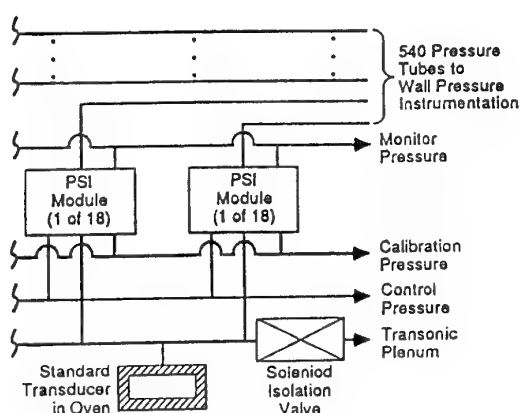 540 Pressure
Tubes to
Wall Pressure
Instrumentation
Monitor
Pressure
PSI
Module
(1 of 18)
PSI
Module
(1 of 18)
Calibration
Pressure
Control
Pressure
Transonic
Plenum
Standard
Transducer
in Oven
Soleniod
Isolation
Valve